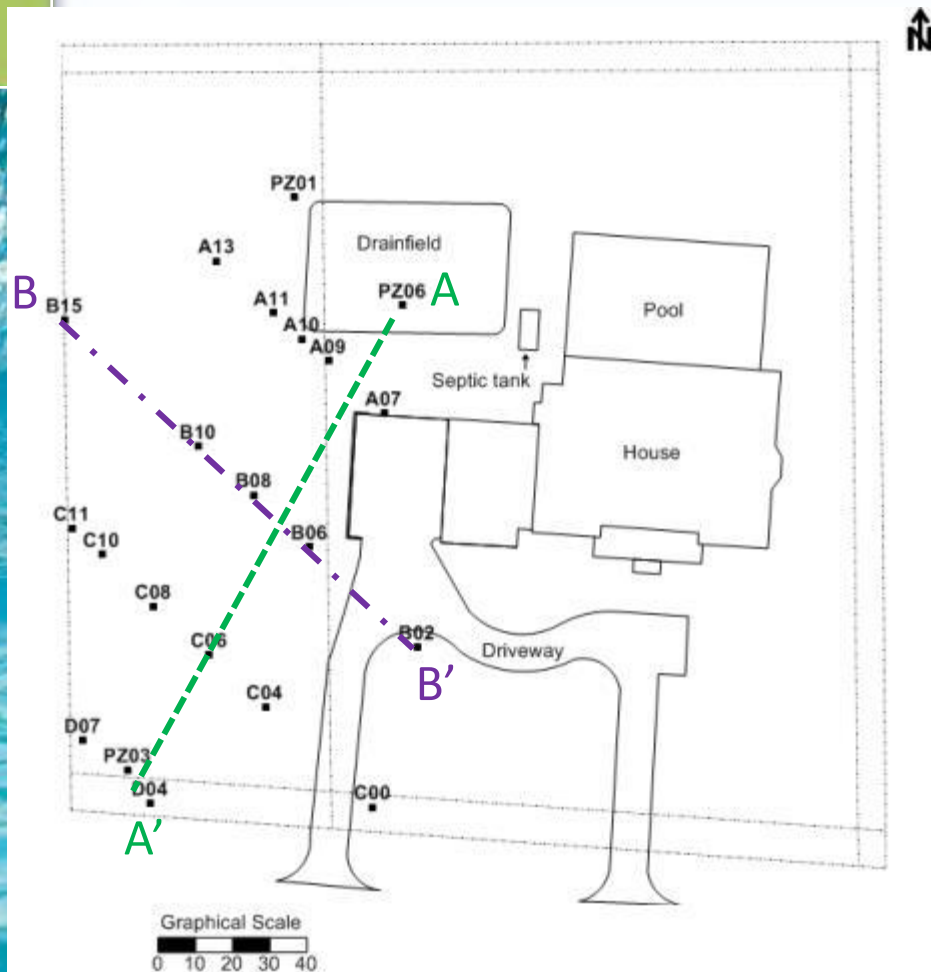 N
PZ01
Drainfield
A13
PZ06 A
A11
B
B15
A10
A09
Pool
Septic tank
A07
B10
House
B08
C11
B06
C10
C08
B02
C06
Driveway
B'
C04
D07
PZ03
D04
C00
A'
Graphical Scale
0 10 20 30 40